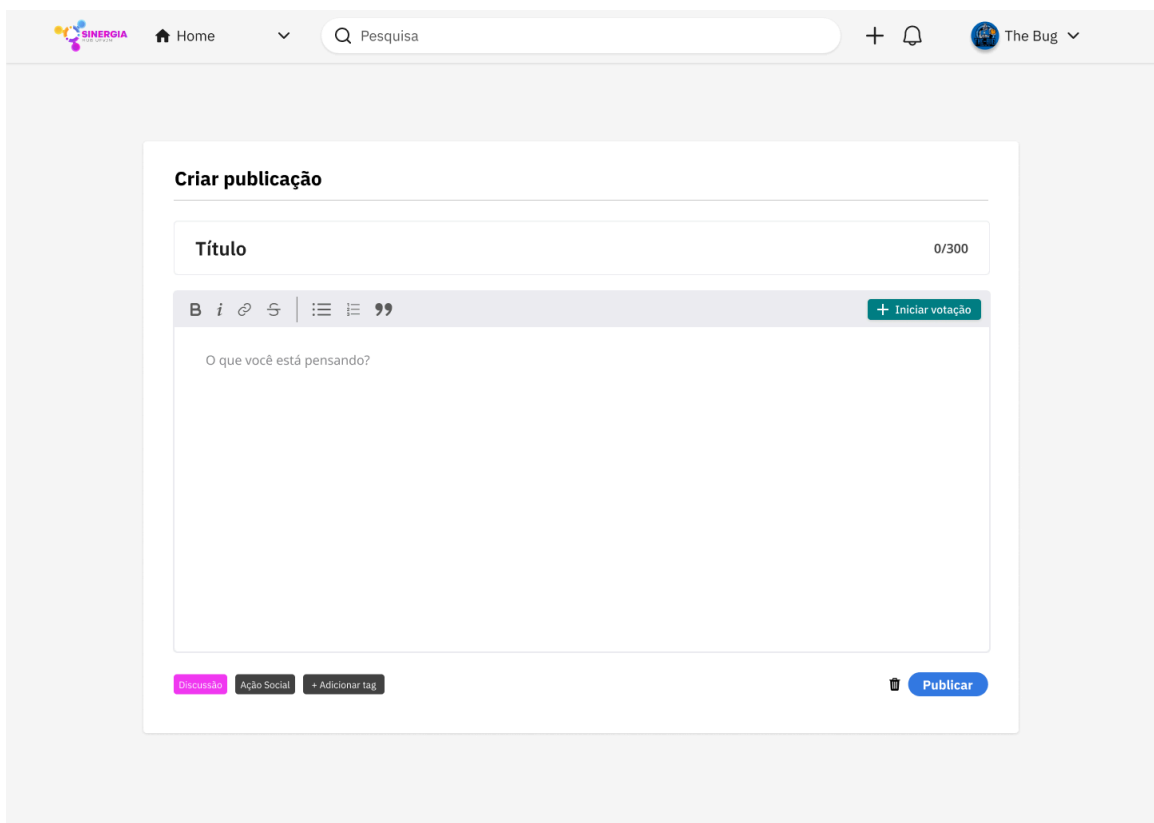 SINERGIA
Home
Pesquisa
The Bug
Criar publicação
Título
0/300
B i S
+ Iniciar votação
O que você está pensando?
Discussão
Ação Social
+ Adicionar tag
Publicar